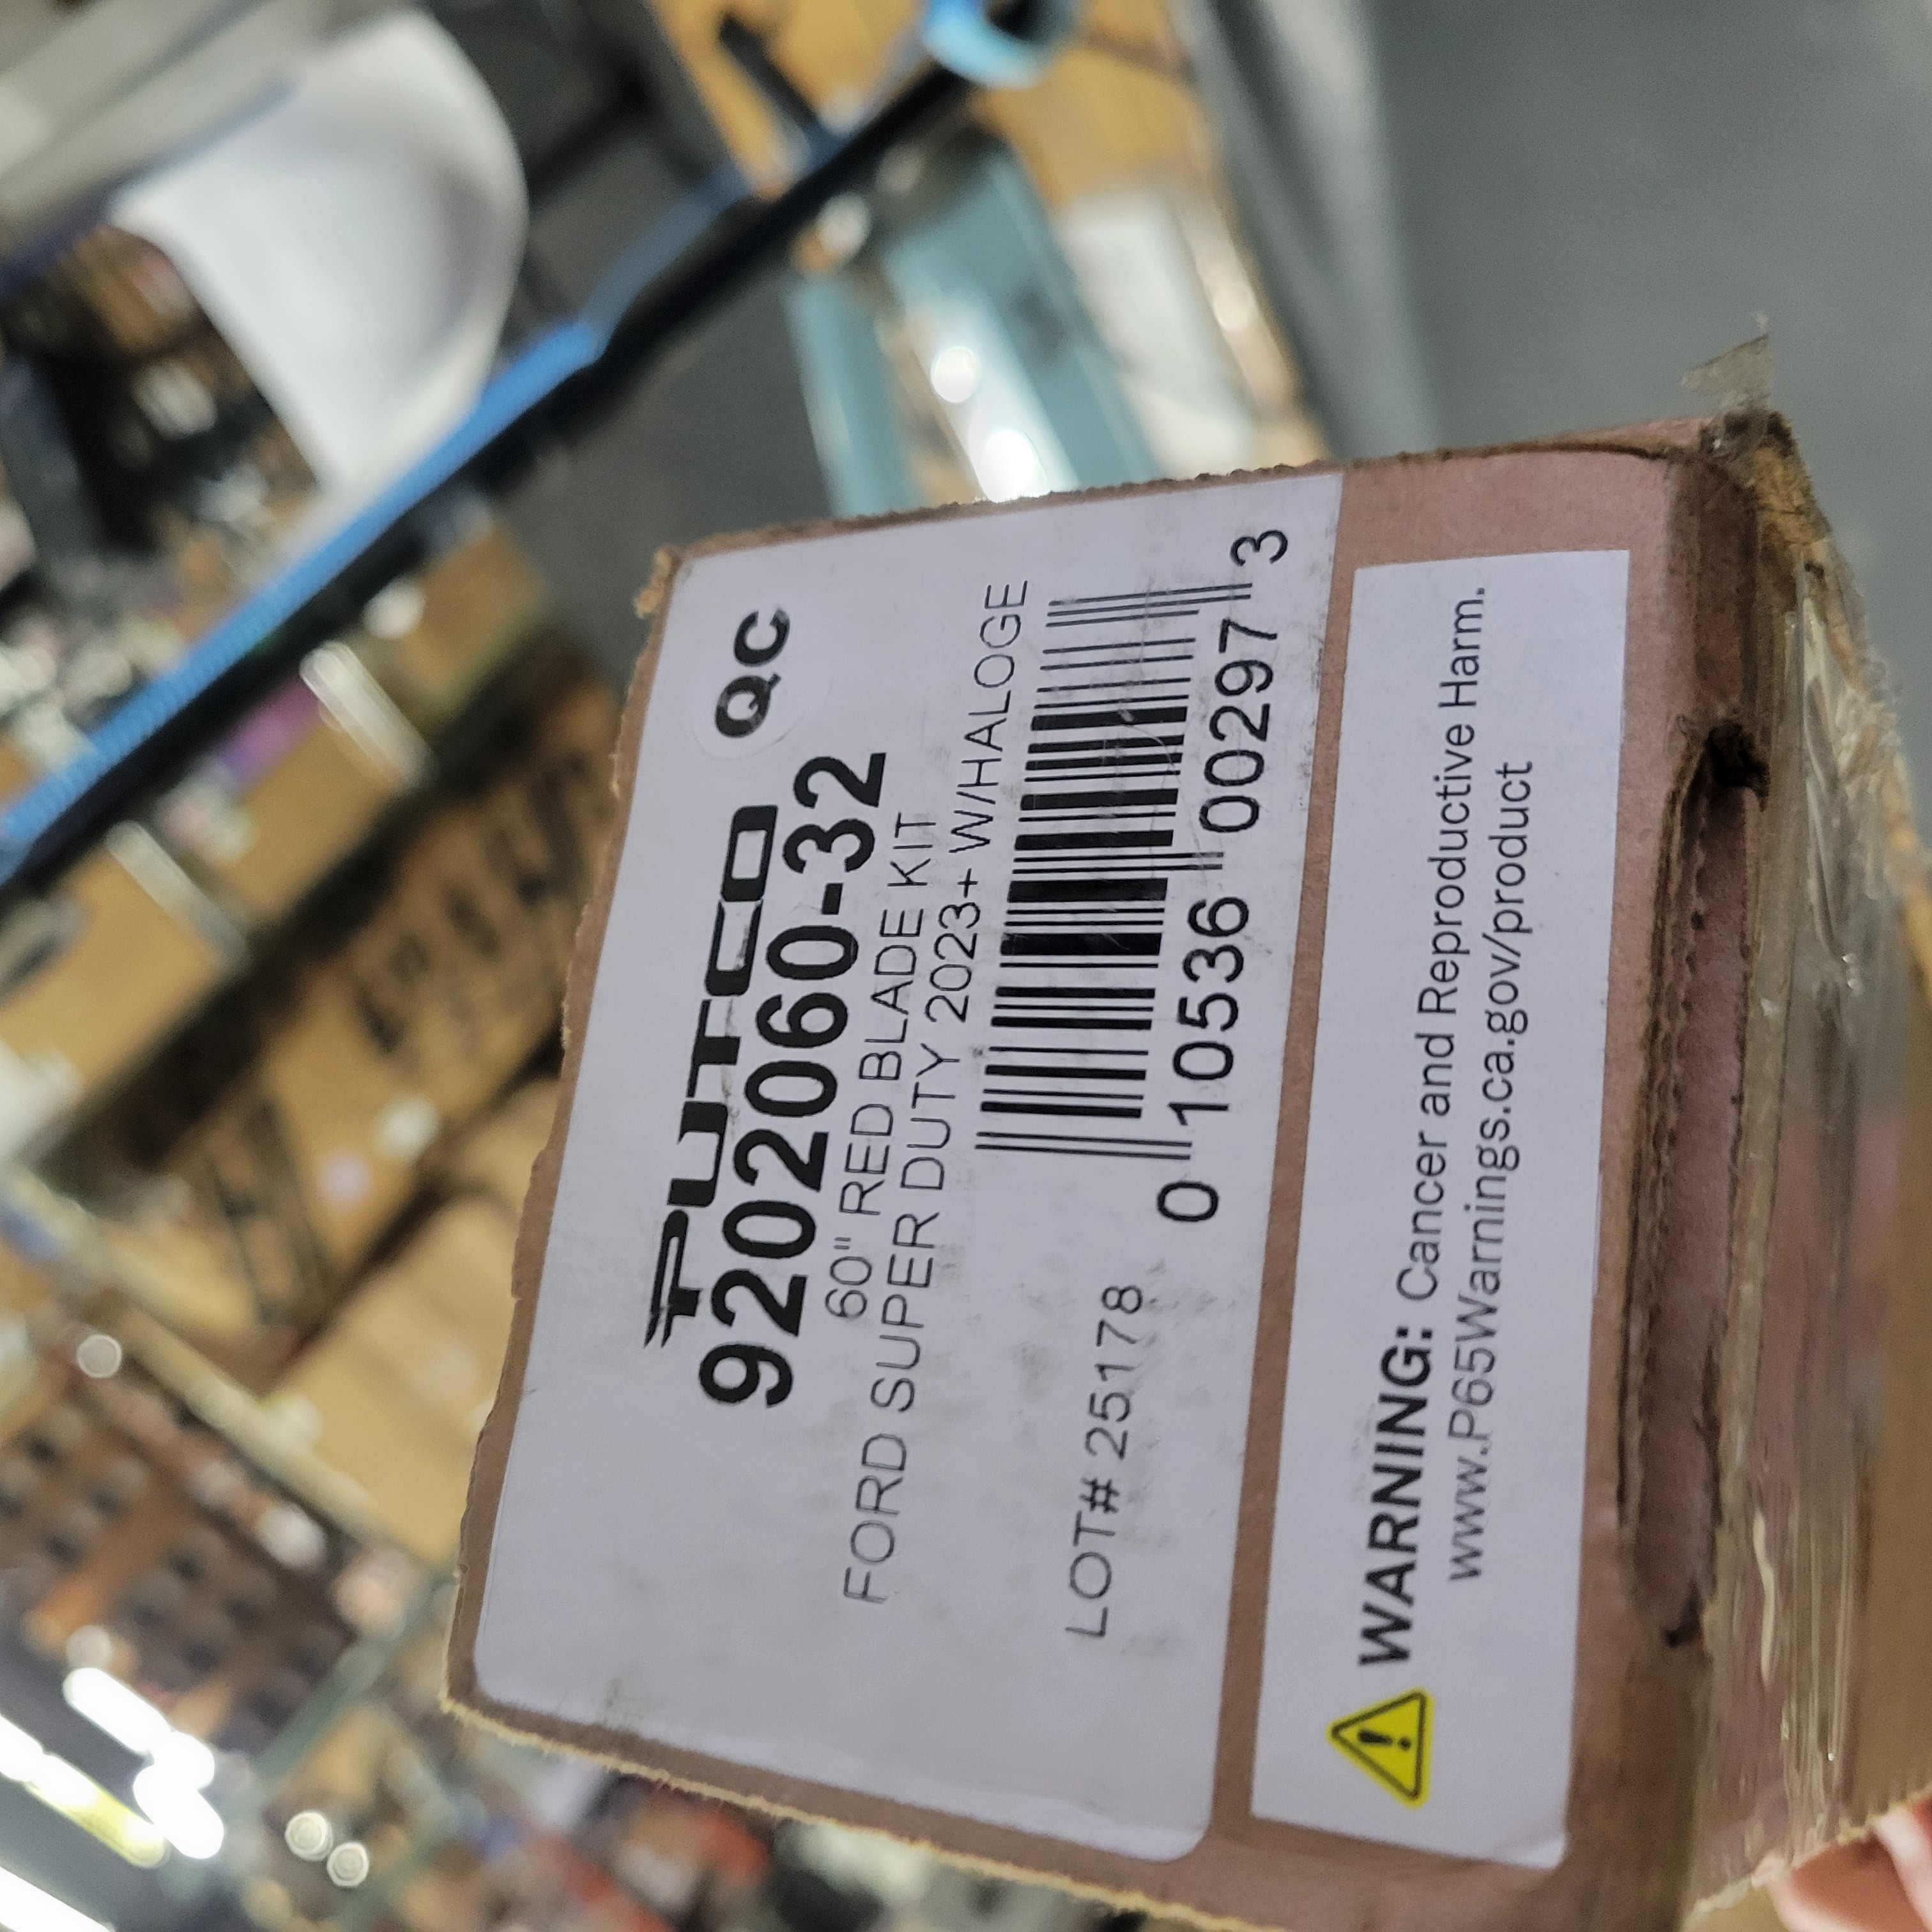 PUTCO
QC
9202060-32
60" RED BLADE KIT
FORD SUPER DUTY 2023+ W/HALOGE
LOT# 25178
0 10536 00297 3
WARNING: Cancer and Reproductive Harm.
www.P65Warnings.ca.gov/product